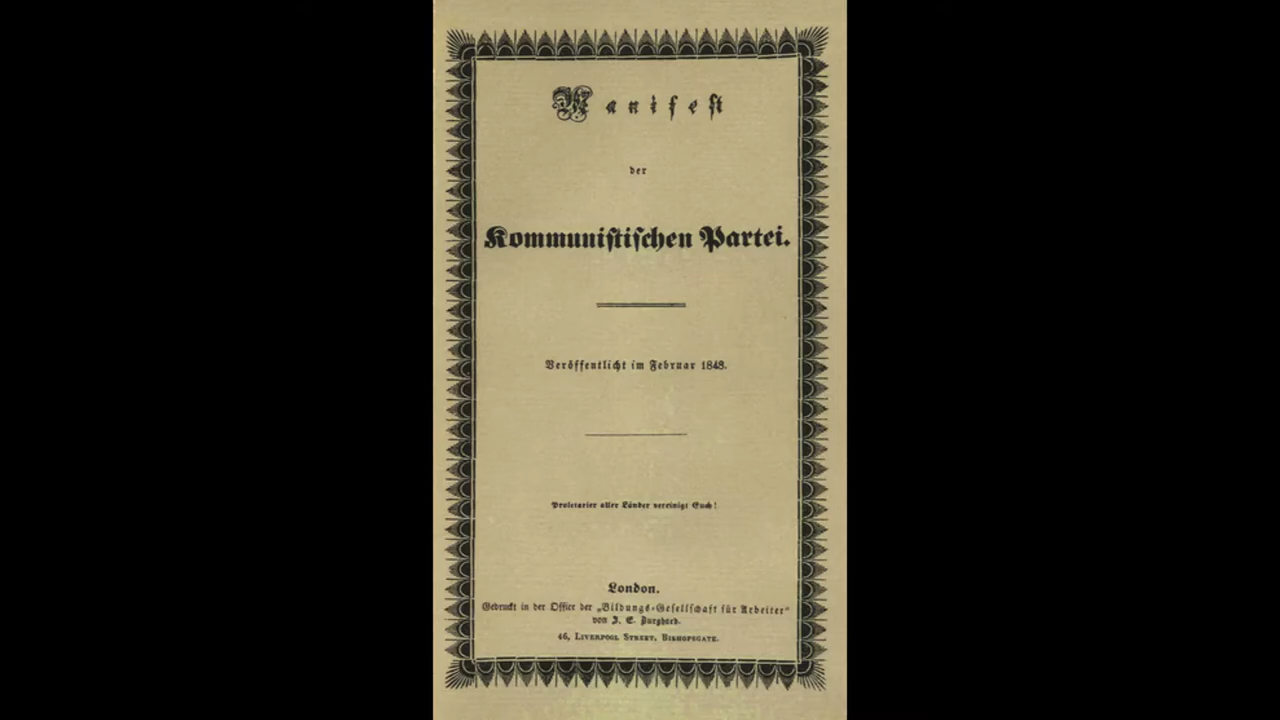 Manifest
der
Kommunistischen Partei.
Veröffentlicht im Februar 1848.
Proletarier aller Länder vereinigt Euch!
London.
Gedruckt in der Office der „Bildungs-Gesellschaft für Arbeiter“
von J. E. Burghard.
46, LIVERPOOL STREET, BISHOPSGATE.